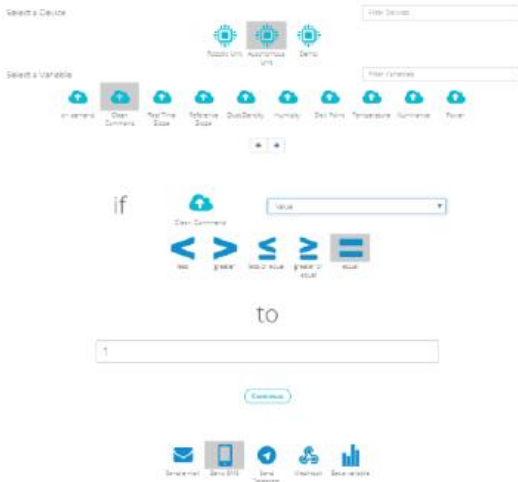 Select a Device
Filter Devices
Robotic Unit
Autonomous Unit
Demo
Select a Variable
Filter Variables
Clean Command
Real Time Slope
Reference Slope
Dust Density
Humidity
Dew Point
Temperature
Illuminance
Power
if
Clean Command
Value
less
greater
less or equal
greater or equal
equal
to
1
Continue
Send e-mail
Send SMS
Send Telegram
WebHook
Set a variable